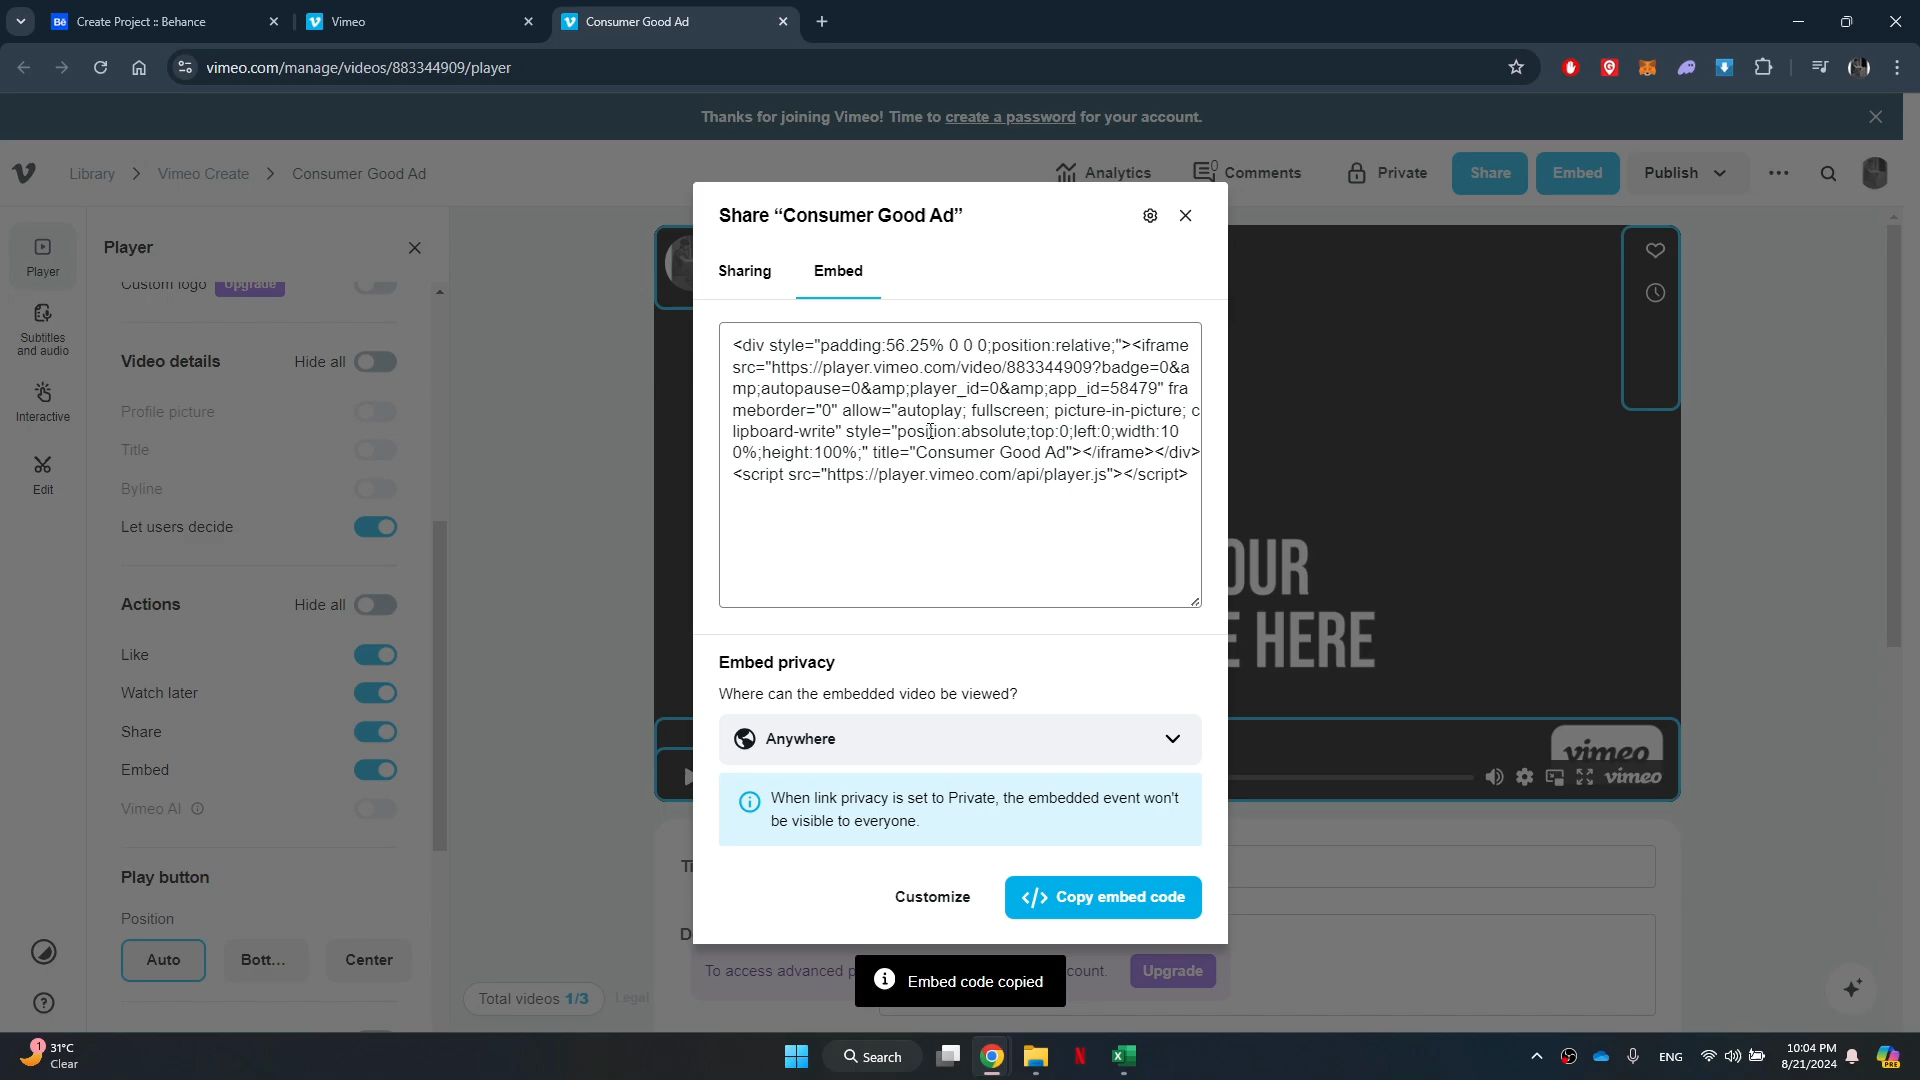 Create Project :: Behance
Vimeo
Consumer Good Ad
vimeo.com/manage/videos/883344909/player
Thanks for joining Vimeo! Time to create a password for your account.
Library > Vimeo Create > Consumer Good Ad
Analytics
0
Comments
Private
Share
Embed
Publish
Player
Subtitles
and audio
Interactive
Edit
Player
Custom logo
Upgrade
Video details
Hide all
Profile picture
Title
Byline
Let users decide
Actions
Hide all
Like
Watch later
Share
Embed
Vimeo AI
Play button
Position
Auto
Bott...
Center
Share “Consumer Good Ad”
Sharing
Embed
<div style="padding:56.25% 0 0 0;position:relative;"><iframe
src="https://player.vimeo.com/video/883344909?badge=0&a
mp;autopause=0&amp;player_id=0&amp;app_id=58479" fra
meborder="0" allow="autoplay; fullscreen; picture-in-picture; c
lipboard-write" style="position:absolute;top:0;left:0;width:10
0%;height:100%;" title="Consumer Good Ad"></iframe></div>
<script src="https://player.vimeo.com/api/player.js"></script>
Embed privacy
Where can the embedded video be viewed?
Anywhere
When link privacy is set to Private, the embedded event won't
be visible to everyone.
Customize
</> Copy embed code
Embed code copied
OUR
E HERE
vimeo
vimeo
Ti
D
To access advanced p
count.
Upgrade
Total videos 1/3
Legal
1
31°C
Clear
Search
ENG
10:04 PM
8/21/2024
PRE